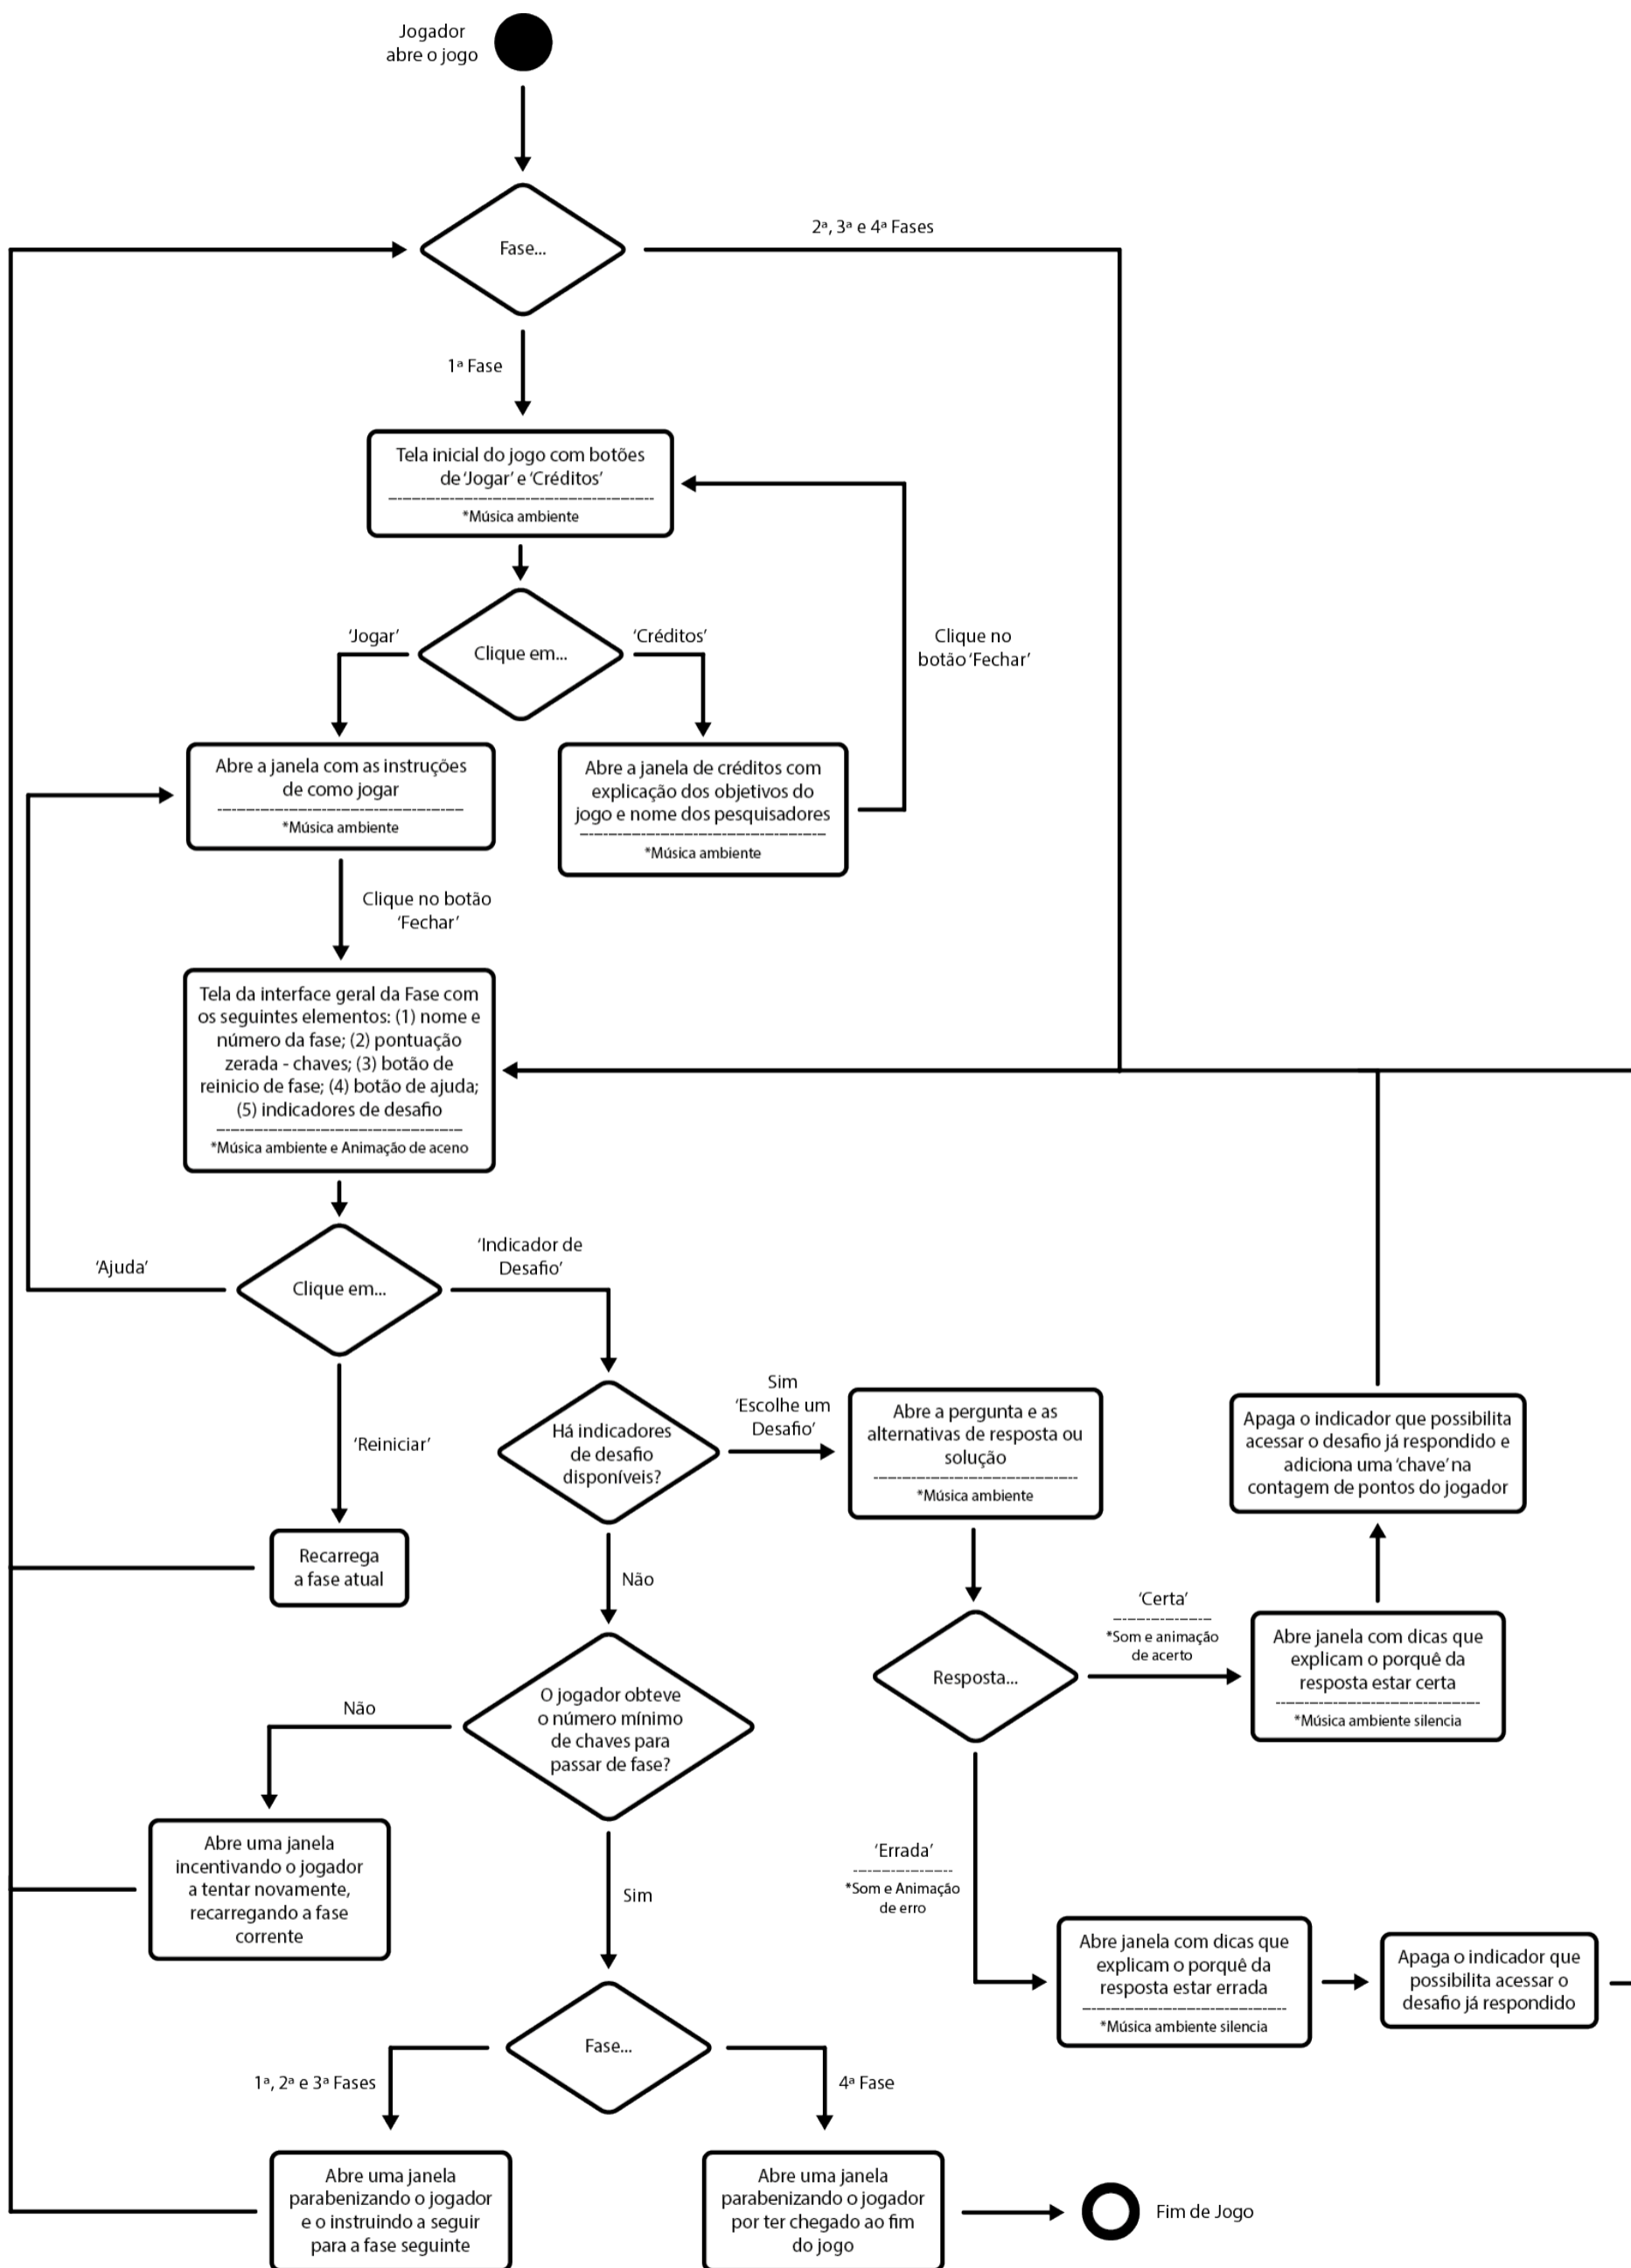 Jogador
abre o jogo
Fase...
2ª, 3ª e 4ª Fases
1ª Fase
Tela inicial do jogo com botões
de 'Jogar' e 'Créditos'
*Música ambiente
'Jogar'
Clique em...
'Créditos'
Clique no
botão 'Fechar'
Abre a janela com as instruções
de como jogar
*Música ambiente
Abre a janela de créditos com
explicação dos objetivos do
jogo e nome dos pesquisadores
*Música ambiente
Clique no botão
'Fechar'
Tela da interface geral da Fase com
os seguintes elementos: (1) nome e
número da fase; (2) pontuação
zerada - chaves; (3) botão de
reinicio de fase; (4) botão de ajuda;
(5) indicadores de desafio
*Música ambiente e Animação de aceno
'Ajuda'
Clique em...
'Indicador de
Desafio'
'Reiniciar'
Recarrega
a fase atual
Há indicadores
de desafio
disponíveis?
Sim
'Escolhe um
Desafio'
Abre a pergunta e as
alternativas de resposta ou
solução
*Música ambiente
Apaga o indicador que possibilita
acessar o desafio já respondido e
adiciona uma 'chave' na
contagem de pontos do jogador
Não
Resposta...
'Certa'
*Som e animação
de acerto
Abre janela com dicas que
explicam o porquê da
resposta estar certa
*Música ambiente silencia
O jogador obteve
o número mínimo
de chaves para
passar de fase?
Não
Abre uma janela
incentivando o jogador
a tentar novamente,
recarregando a fase
corrente
Sim
'Errada'
*Som e Animação
de erro
Abre janela com dicas que
explicam o porquê da
resposta estar errada
*Música ambiente silencia
Apaga o indicador que
possibilita acessar o
desafio já respondido
Fase...
1ª, 2ª e 3ª Fases
4ª Fase
Abre uma janela
parabenizando o jogador
e o instruindo a seguir
para a fase seguinte
Abre uma janela
parabenizando o jogador
por ter chegado ao fim
do jogo
Fim de Jogo